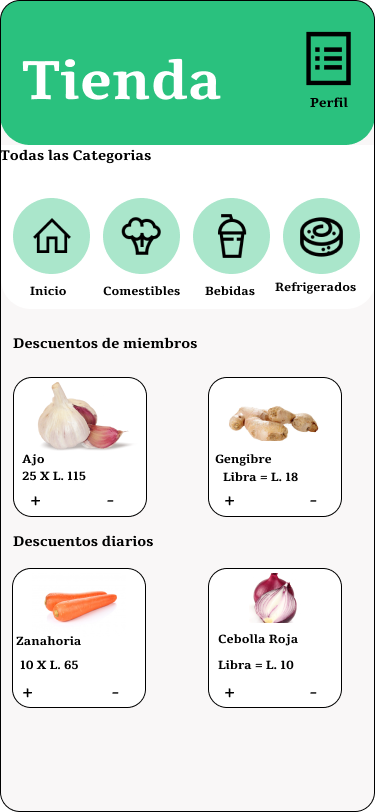 Tienda
Perfil
Todas las Categorias
Inicio
Comestibles
Bebidas
Refrigerados
Descuentos de miembros
Ajo
25 X L. 115
+ -
Gengibre
Libra = L. 18
+ -
Descuentos diarios
Zanahoria
10 X L. 65
+ -
Cebolla Roja
Libra = L. 10
+ -